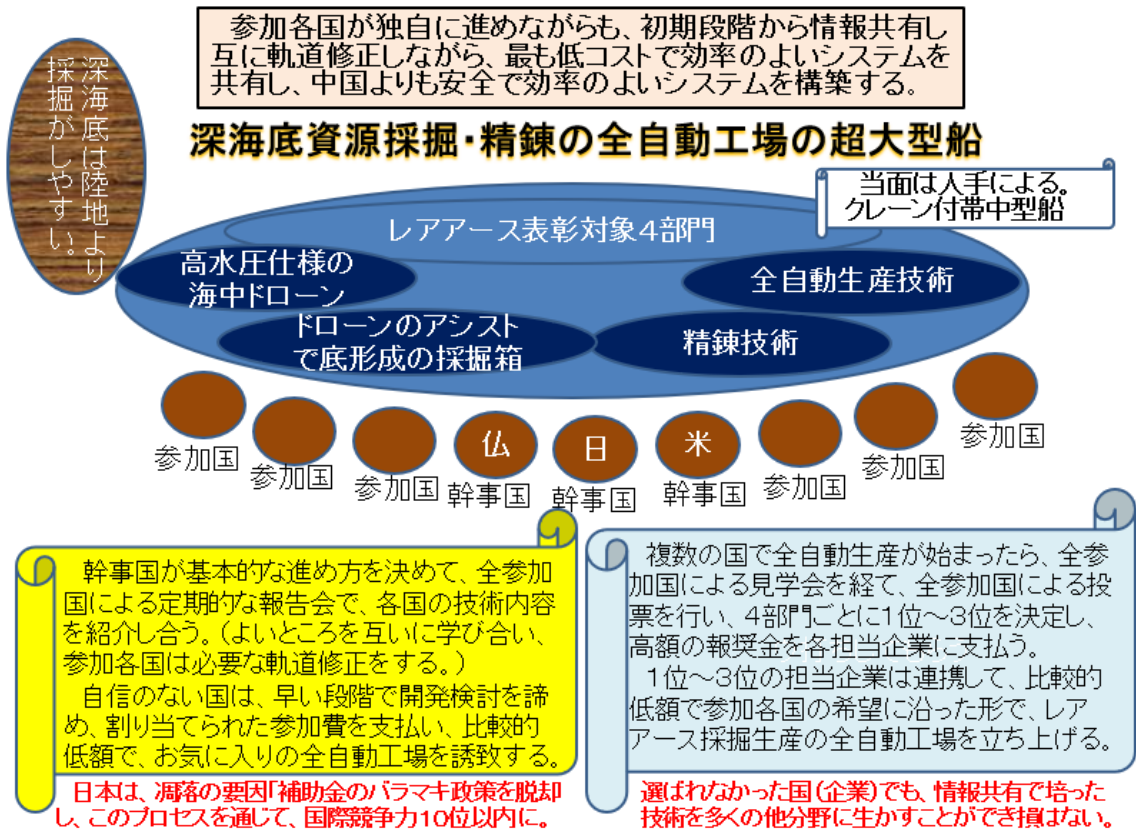 参加各国が独自に進めながらも、初期段階から情報共有し
互に軌道修正しながら、最も低コストで効率のよいシステムを
共有し、中国よりも安全で効率のよいシステムを構築する。
深海底は陸地より
採掘がしやすい。
深海底資源採掘・精錬の全自動工場の超大型船
当面は人手による。
クレーン付帯中型船
レアアース表彰対象4部門
高水圧仕様の
海中ドローン
全自動生産技術
ドローンのアシスト
で底形成の採掘箱
精錬技術
参加国
参加国
参加国
仏
幹事国
日
幹事国
米
幹事国
参加国
参加国
参加国
幹事国が基本的な進め方を決めて、全参加
国による定期的な報告会で、各国の技術内容
を紹介し合う。(よいところを互いに学び合い、
参加各国は必要な軌道修正をする。)
自信のない国は、早い段階で開発検討を諦
め、割り当てられた参加費を支払い、比較的
低額で、お気に入りの全自動工場を誘致する。
複数の国で全自動生産が始まったら、全参
加国による見学会を経て、全参加国による投
票を行い、4部門ごとに1位～3位を決定し、
高額の報奨金を各担当企業に支払う。
1位～3位の担当企業は連携して、比較的
低額で参加各国の希望に沿った形で、レア
アース採掘生産の全自動工場を立ち上げる。
日本は、凋落の要因「補助金のバラマキ政策を脱却
し、このプロセスを通じて、国際競争力10位以内に。
選ばれなかった国(企業)でも、情報共有で培った
技術を多くの他分野に生かすことができ損はない。